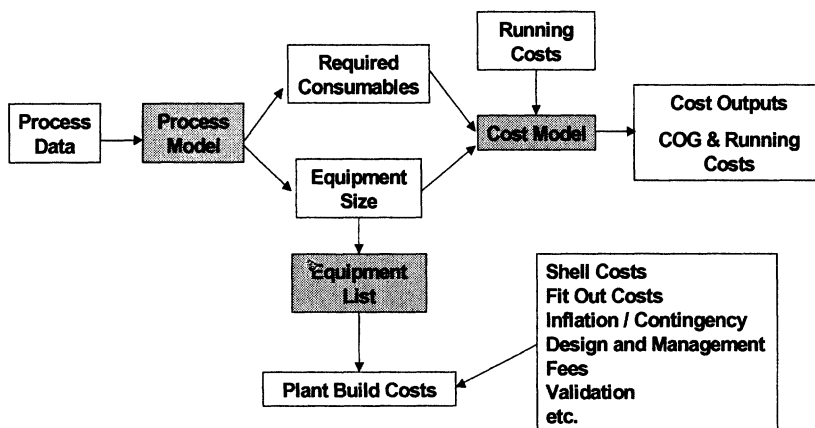 Running
Costs
Required
Consumables
Process
Data
Process
Model
Cost Model
Cost Outputs
COG & Running
Costs
Equipment
Size
Equipment
List
Shell Costs
Fit Out Costs
Inflation / Contingency
Design and Management
Fees
Validation
etc.
Plant Build Costs